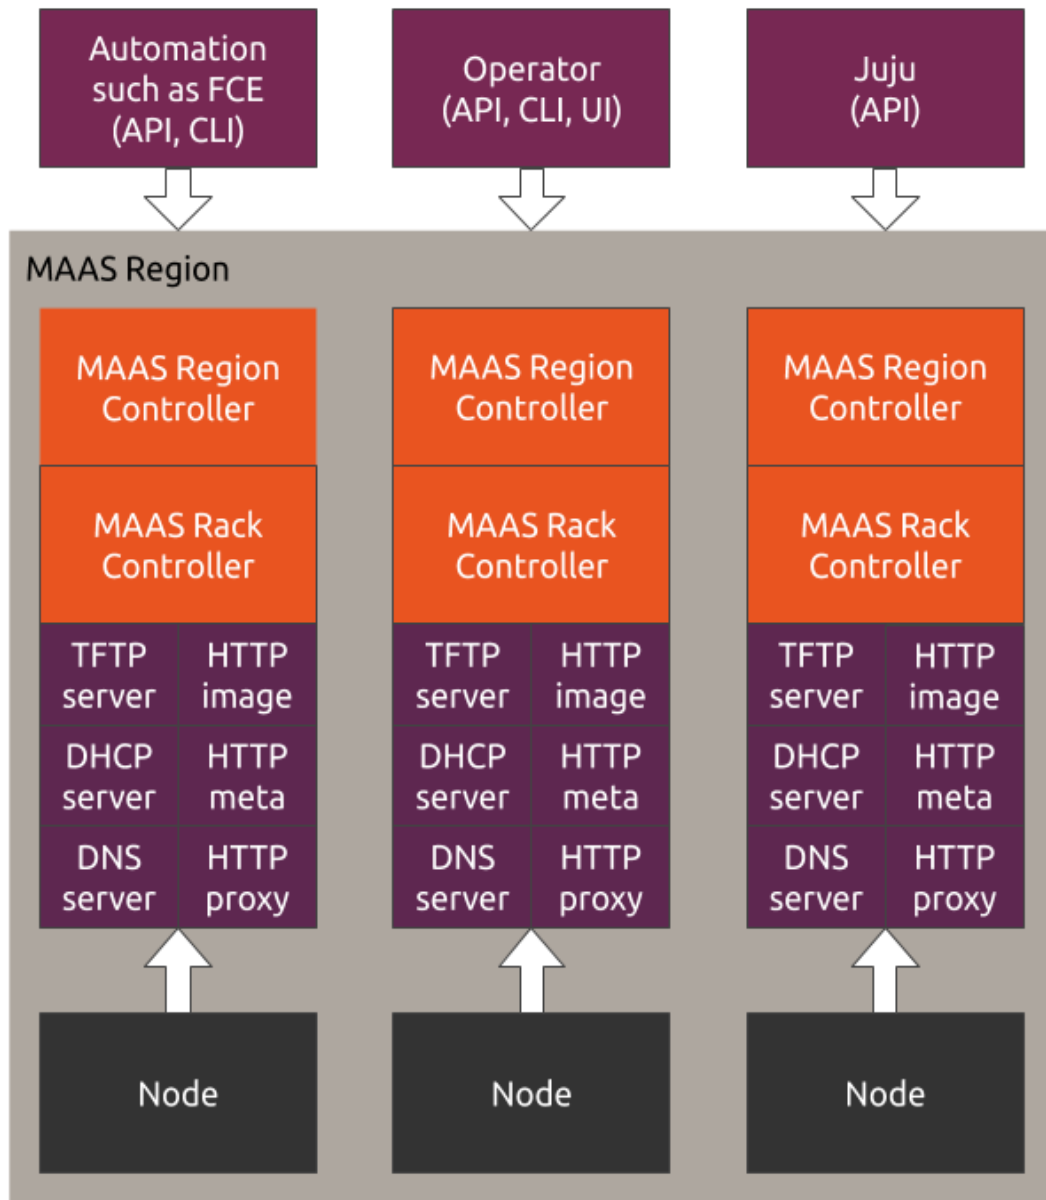 Automation
such as FCE
(API, CLI)
Operator
(API, CLI, UI)
Juju
(API)
MAAS Region
MAAS Region
Controller
MAAS Region
Controller
MAAS Region
Controller
MAAS Rack
Controller
MAAS Rack
Controller
MAAS Rack
Controller
TFTP
server
HTTP
image
TFTP
server
HTTP
image
TFTP
server
HTTP
image
DHCP
server
HTTP
meta
DHCP
server
HTTP
meta
DHCP
server
HTTP
meta
DNS
server
HTTP
proxy
DNS
server
HTTP
proxy
DNS
server
HTTP
proxy
Node
Node
Node